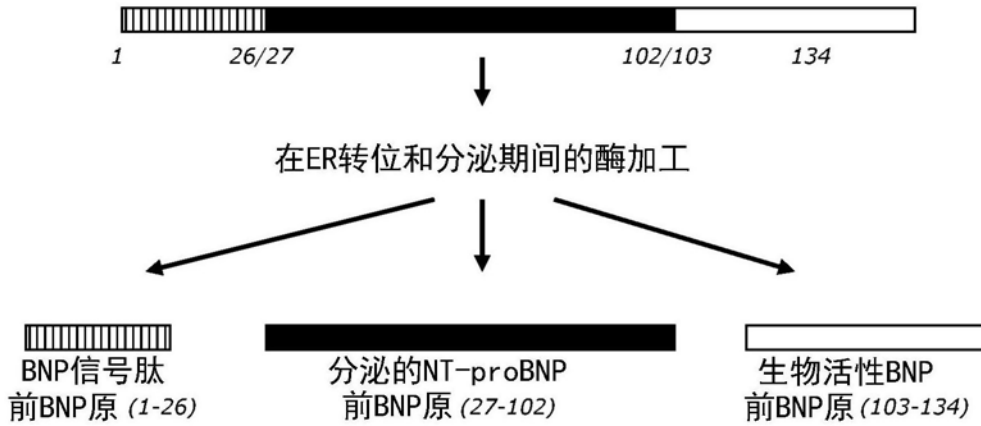 1 26/27 102/103 134
在ER转位和分泌期间的酶加工
BNP信号肽 分泌的NT-proBNP 生物活性BNP
前BNP原 (1-26) 前BNP原 (27-102) 前BNP原 (103-134)